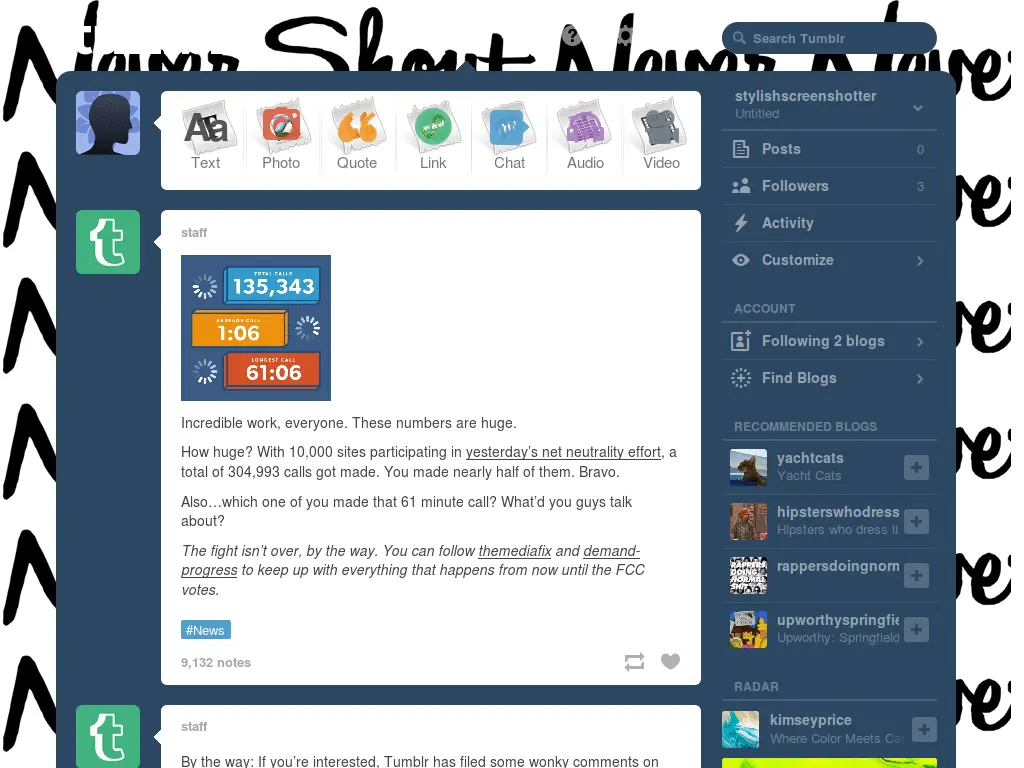 Never Shout Never Never
Search Tumblr
Text Photo Quote Link Chat Audio Video
staff
TOTAL CALLS
135,343
AVERAGE CALL
1:06
LONGEST CALL
61:06
Incredible work, everyone. These numbers are huge.
How huge? With 10,000 sites participating in yesterday's net neutrality effort, a
total of 304,993 calls got made. You made nearly half of them. Bravo.
Also…which one of you made that 61 minute call? What'd you guys talk
about?
The fight isn't over, by the way. You can follow themediafix and demand-
progress to keep up with everything that happens from now until the FCC
votes.
#News
9,132 notes
staff
By the way: If you're interested, Tumblr has filed some wonky comments on
stylishscreenshotter
Untitled
Posts 0
Followers 3
Activity
Customize
ACCOUNT
Following 2 blogs
Find Blogs
RECOMMENDED BLOGS
yachtcats
Yacht Cats
hipsterswhodress
Hipsters who dress li
RAPPERS
DOING
NORMAL
SHIT
rappersdoingnorm
upworthyspringfie
Upworthy: Springfield
RADAR
kimseyprice
Where Color Meets Ca